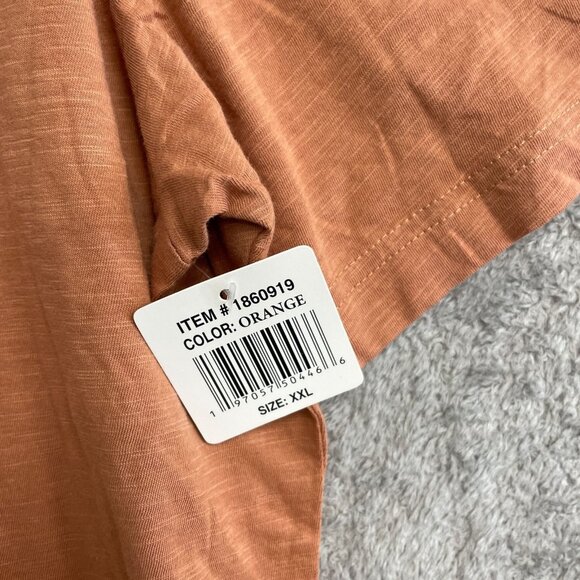 ITEM # 1860919
COLOR: ORANGE
1 97057 50446 6
SIZE: XXL